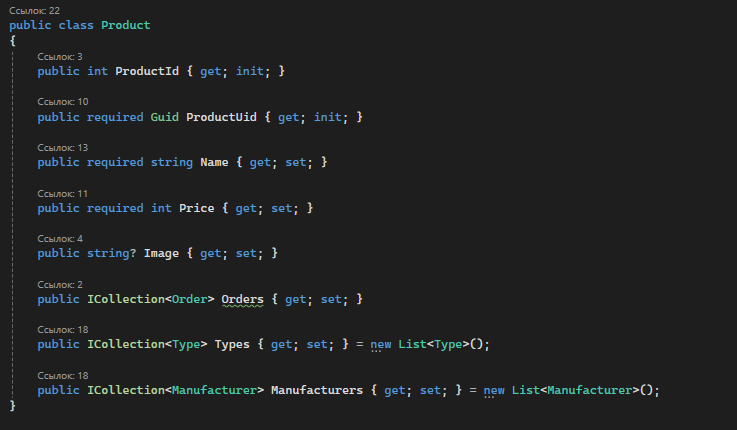 Ссылок: 22
public class Product
{
Ссылок: 3
public int ProductId { get; init; }
Ссылок: 10
public required Guid ProductUid { get; init; }
Ссылок: 13
public required string Name { get; set; }
Ссылок: 11
public required int Price { get; set; }
Ссылок: 4
public string? Image { get; set; }
Ссылок: 2
public ICollection<Order> Orders { get; set; }
Ссылок: 18
public ICollection<Type> Types { get; set; } = new List<Type>();
Ссылок: 18
public ICollection<Manufacturer> Manufacturers { get; set; } = new List<Manufacturer>();
}